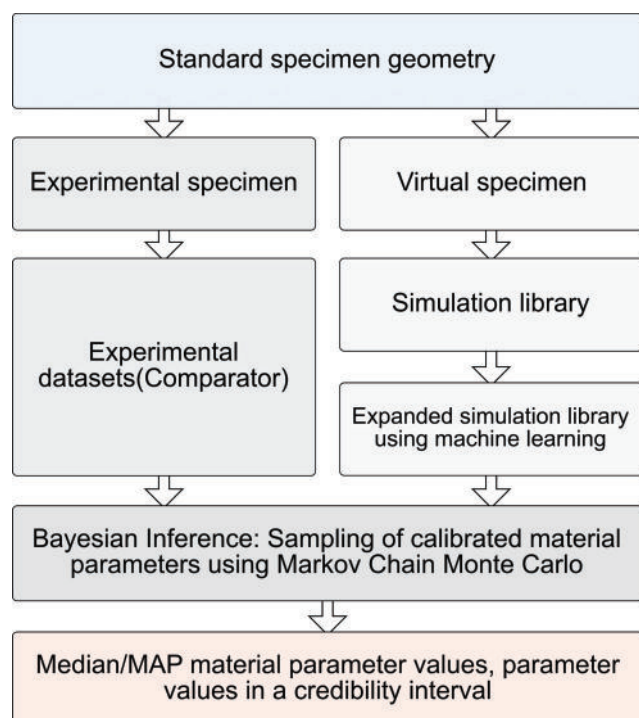 Standard specimen geometry
Experimental specimen
Virtual specimen
Experimental
datasets(Comparator)
Simulation library
Expanded simulation library
using machine learning
Bayesian Inference: Sampling of calibrated material
parameters using Markov Chain Monte Carlo
Median/MAP material parameter values, parameter
values in a credibility interval